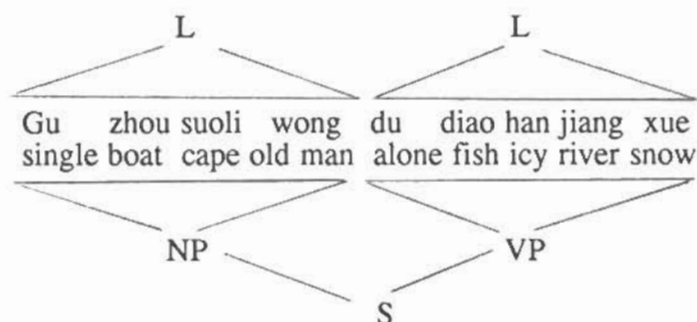 L L
Gu zhou suoli wong du diao han jiang xue
single boat cape old man alone fish icy river snow
NP VP
S